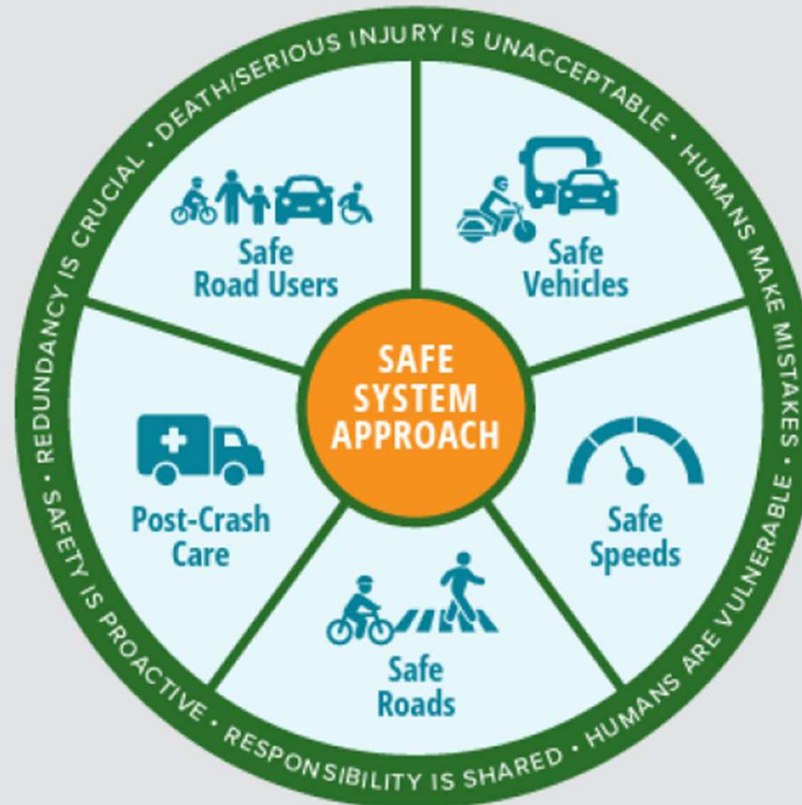 DEATH/SERIOUS INJURY IS UNACCEPTABLE • HUMANS MAKE MISTAKES • HUMANS ARE VULNERABLE • RESPONSIBILITY IS SHARED • SAFETY IS PROACTIVE • REDUNDANCY IS CRUCIAL •
Safe
Road Users
Safe
Vehicles
SAFE
SYSTEM
APPROACH
Post-Crash
Care
Safe
Speeds
Safe
Roads